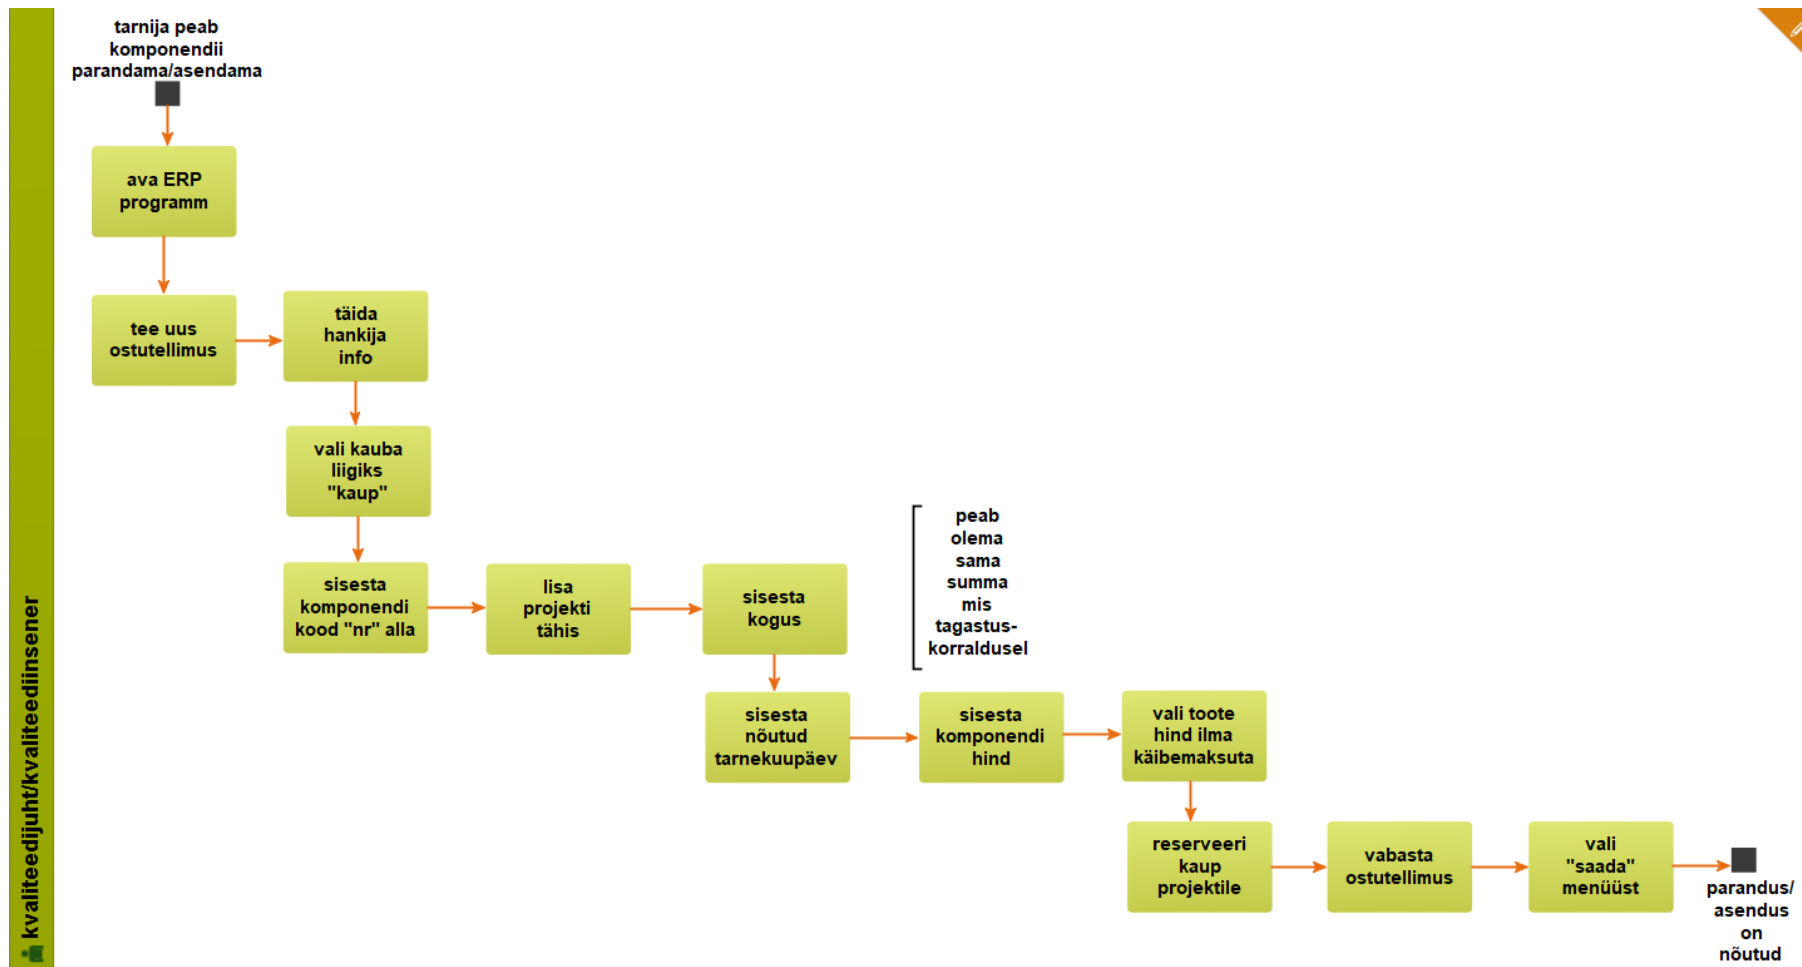 tarnija peab
komponendii
parandama/asendama
ava ERP
programm
tee uus
ostutellimus
täida
hankija
info
vali kauba
liigiks
"kaup"
sisesta
komponendi
kood "nr" alla
lisa
projekti
tähis
sisesta
kogus
peab
olema
sama
summa
mis
tagastus-
korraldusel
sisesta
nõutud
tarnekuupäev
sisesta
komponendi
hind
vali toote
hind ilma
käibemaksuta
reserveeri
kaup
projektile
vabasta
ostutellimus
vali
"saada"
menüüst
parandus/
asendus
on
nõutud
kvaliteedijuht/kvaliteediinsener